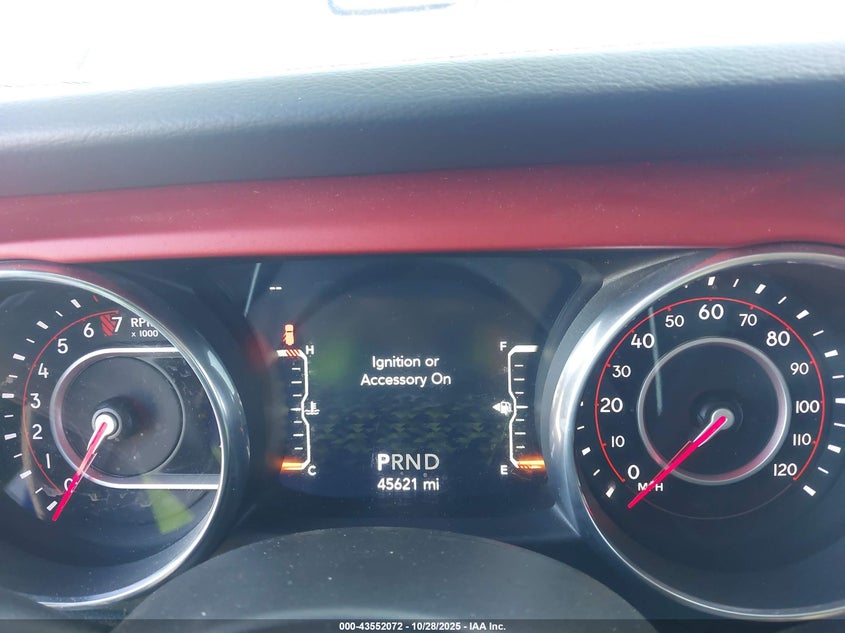 RPM
x 1000
0
1
2
3
4
5
6
7
--
H
C
Ignition or
Accessory On
F
E
PRND
45621 mi
0
10
20
30
40
50
60
70
80
90
100
110
120
MPH
000-43552072 • 10/28/2025 • IAA Inc.